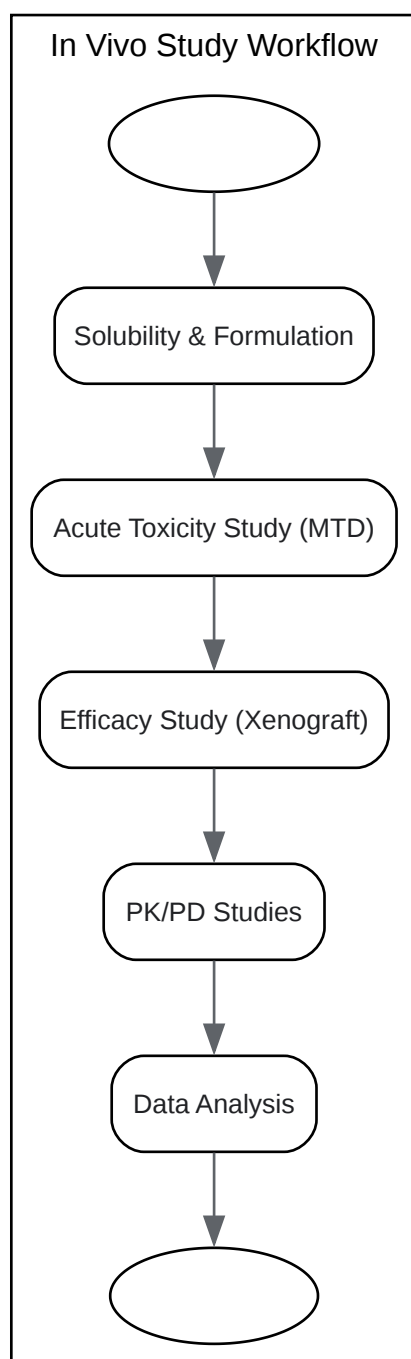 In Vivo Study Workflow
Solubility & Formulation
Acute Toxicity Study (MTD)
Efficacy Study (Xenograft)
PK/PD Studies
Data Analysis